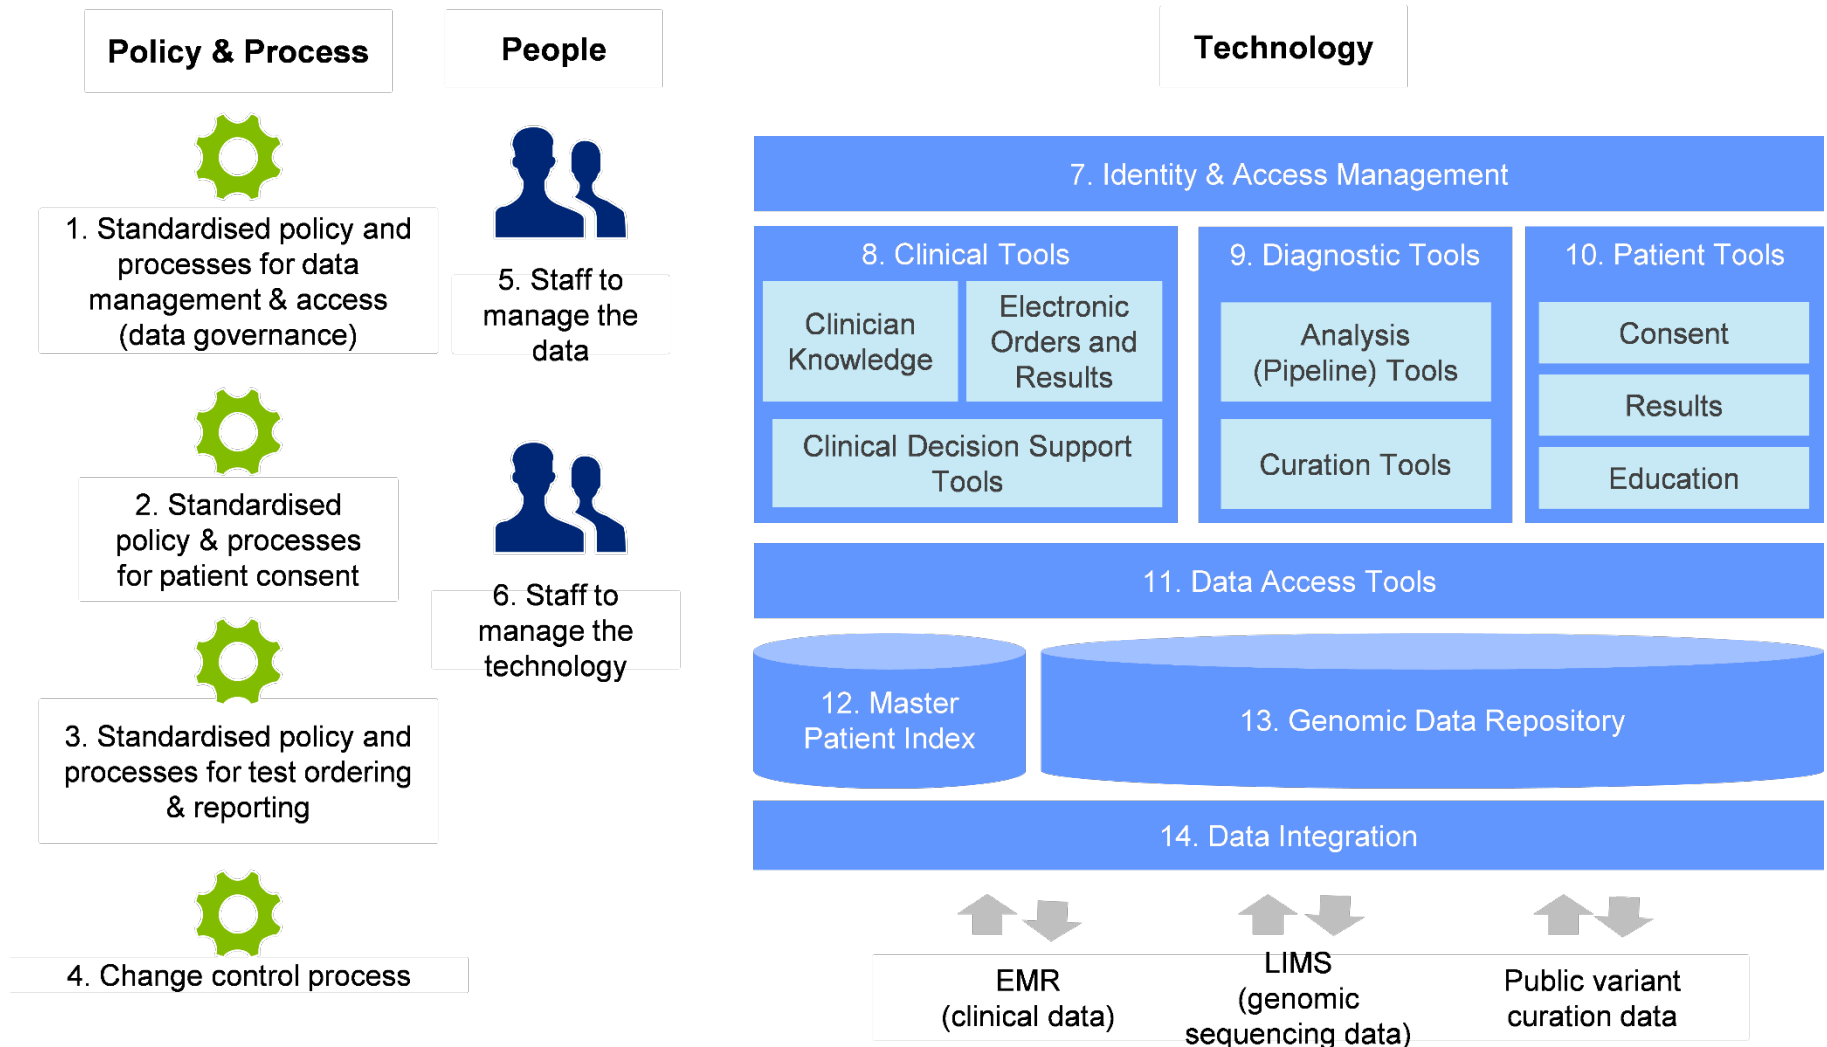 Policy & Process
People
Technology
1. Standardised policy and
processes for data
management & access
(data governance)
2. Standardised
policy & processes
for patient consent
3. Standardised policy and
processes for test ordering
& reporting
4. Change control process
5. Staff to
manage the
data
6. Staff to
manage the
technology
7. Identity & Access Management
8. Clinical Tools
Clinician
Knowledge
Electronic
Orders and
Results
Clinical Decision Support
Tools
9. Diagnostic Tools
Analysis
(Pipeline) Tools
Curation Tools
10. Patient Tools
Consent
Results
Education
11. Data Access Tools
12. Master
Patient Index
13. Genomic Data Repository
14. Data Integration
EMR
(clinical data)
LIMS
(genomic
sequencing data)
Public variant
curation data